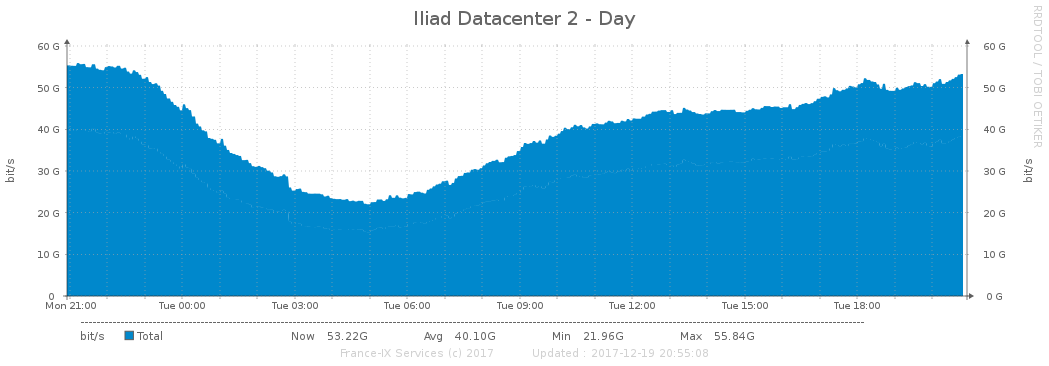 Iliad Datacenter 2 - Day
RRDTOOL / TOBI OETIKER
60 G 60 G
50 G 50 G
40 G 40 G
30 G 30 G
20 G 20 G
10 G 10 G
0 0 G
bit/s bit/s
Mon 21:00 Tue 00:00 Tue 03:00 Tue 06:00 Tue 09:00 Tue 12:00 Tue 15:00 Tue 18:00
bit/s Total Now 53.22G Avg 40.10G Min 21.96G Max 55.84G
France-IX Services (c) 2017 Updated : 2017-12-19 20:55:08